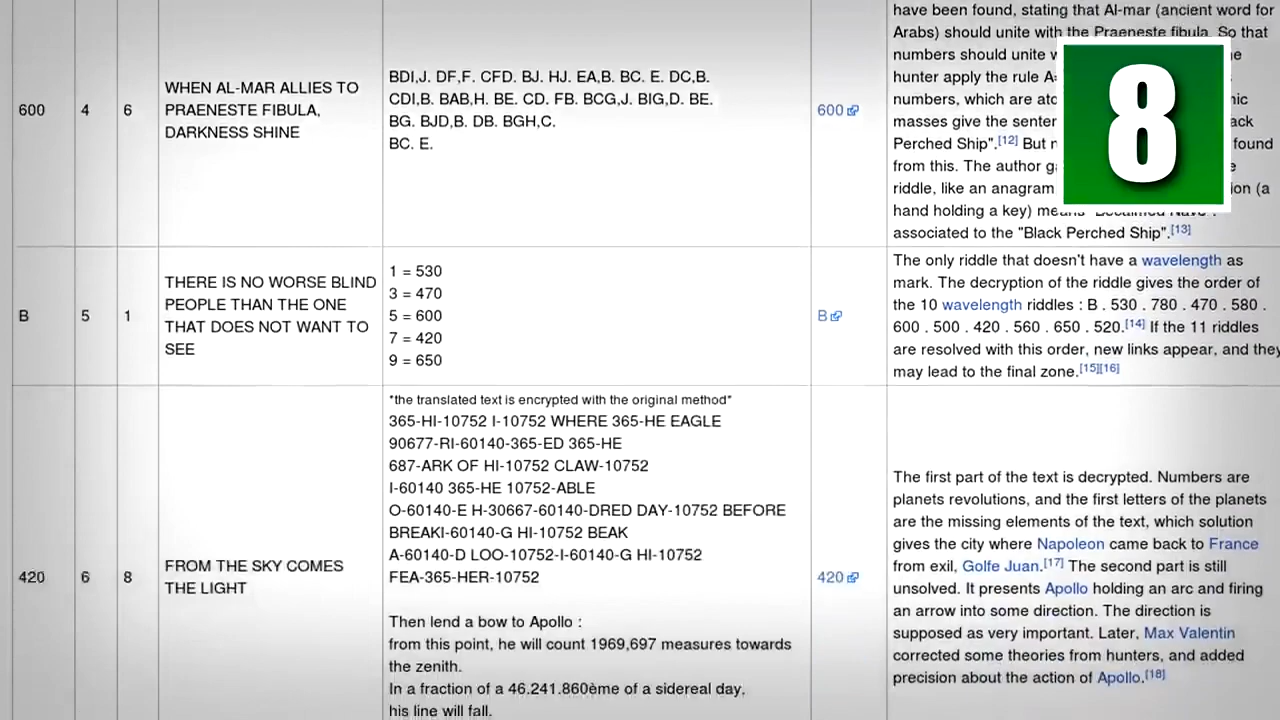 have been found, stating that Al-mar (ancient word for
Arabs) should unite with the Praeneste fibula. So that
numbers should unite
hunter apply the rule
numbers, which are
masses give the
Perched Ship".[12] But found
from this. The author
riddle, like an anagram (a
hand holding a key) means
associated to the "Black Perched Ship".[13]
8
600
4
6
WHEN AL-MAR ALLIES TO
PRAENESTE FIBULA,
DARKNESS SHINE
BDI,J. DF,F. CFD. BJ. HJ. EA,B. BC. E. DC,B.
CDI,B. BAB,H. BE. CD. FB. BCG,J. BIG,D. BE.
BG. BJD,B. DB. BGH,C.
BC. E.
600
B
5
1
THERE IS NO WORSE BLIND
PEOPLE THAN THE ONE
THAT DOES NOT WANT TO
SEE
1 = 530
3 = 470
5 = 600
7 = 420
9 = 650
B
The only riddle that doesn't have a wavelength as
mark. The decryption of the riddle gives the order of
the 10 wavelength riddles : B . 530 . 780 . 470 . 580 .
600 . 500 . 420 . 560 . 650 . 520.[14] If the 11 riddles
are resolved with this order, new links appear, and they
may lead to the final zone.[15][16]
420
6
8
FROM THE SKY COMES
THE LIGHT
*the translated text is encrypted with the original method*
365-HI-10752 I-10752 WHERE 365-HE EAGLE
90677-RI-60140-365-ED 365-HE
687-ARK OF HI-10752 CLAW-10752
I-60140 365-HE 10752-ABLE
O-60140-E H-30667-60140-DRED DAY-10752 BEFORE
BREAKI-60140-G HI-10752 BEAK
A-60140-D LOO-10752-I-60140-G HI-10752
FEA-365-HER-10752
Then lend a bow to Apollo :
from this point, he will count 1969,697 measures towards
the zenith.
In a fraction of a 46.241.860ème of a sidereal day,
his line will fall.
420
The first part of the text is decrypted. Numbers are
planets revolutions, and the first letters of the planets
are the missing elements of the text, which solution
gives the city where Napoleon came back to France
from exil, Golfe Juan.[17] The second part is still
unsolved. It presents Apollo holding an arc and firing
an arrow into some direction. The direction is
supposed as very important. Later, Max Valentin
corrected some theories from hunters, and added
precision about the action of Apollo.[18]